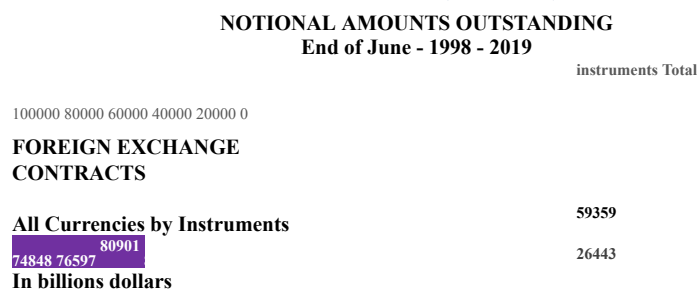 NOTIONAL AMOUNTS OUTSTANDING
End of June - 1998 - 2019
instruments Total
100000 80000 60000 40000 20000 0
FOREIGN EXCHANGE
CONTRACTS
59359
All Currencies by Instruments
80901
26443
74848 76597
In billions dollars